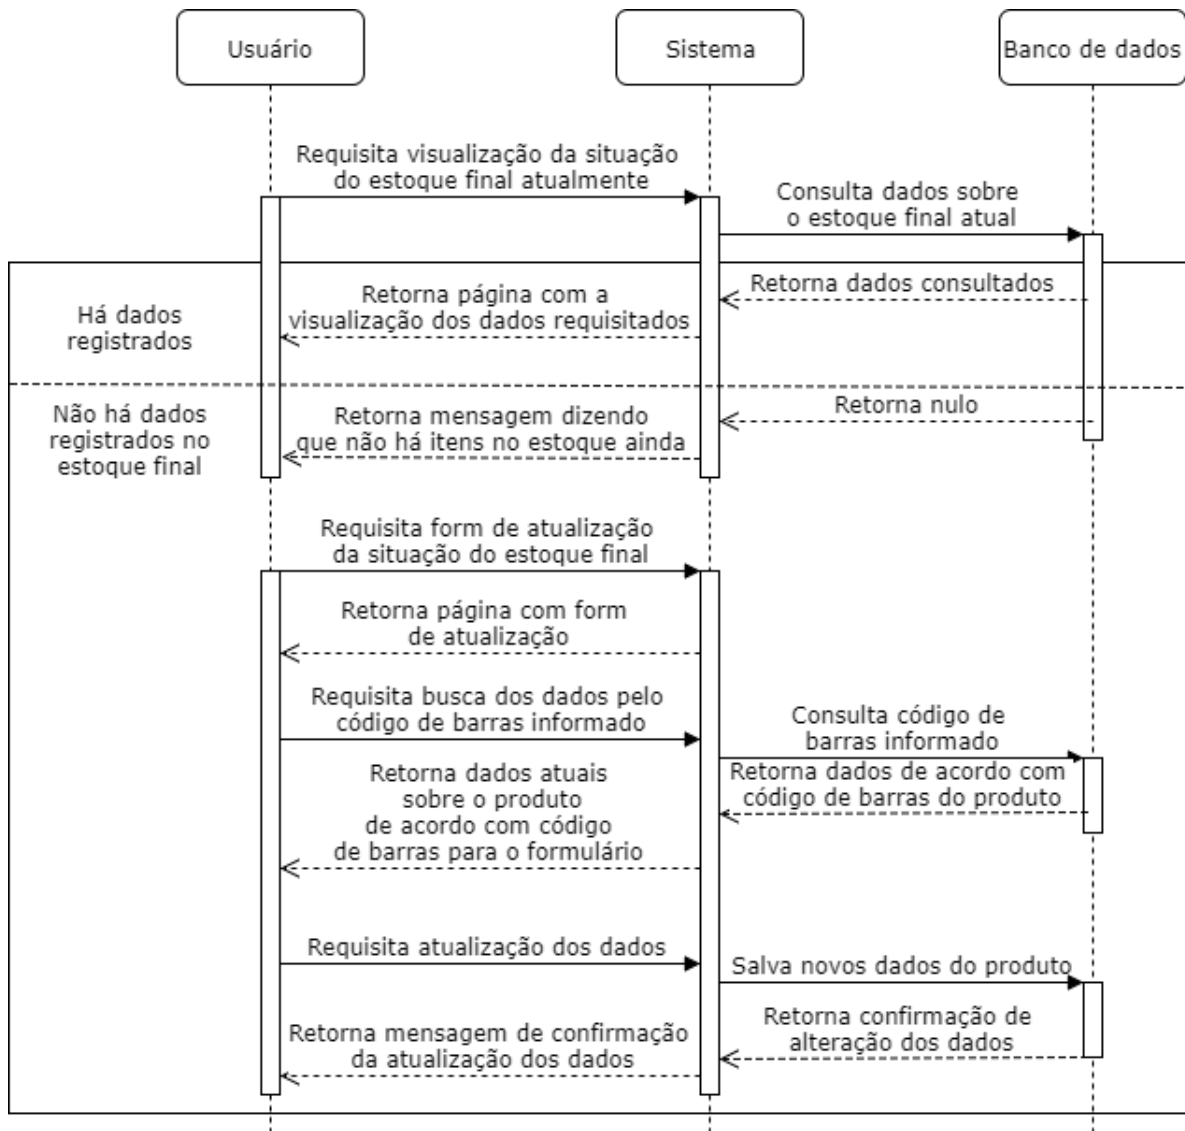 Usuário
Sistema
Banco de dados
Requisita visualização da situação
do estoque final atualmente
Consulta dados sobre
o estoque final atual
Há dados
registrados
Retorna dados consultados
Retorna página com a
visualização dos dados requisitados
Não há dados
registrados no
estoque final
Retorna nulo
Retorna mensagem dizendo
que não há itens no estoque ainda
Requisita form de atualização
da situação do estoque final
Retorna página com form
de atualização
Requisita busca dos dados pelo
código de barras informado
Consulta código de
barras informado
Retorna dados de acordo com
código de barras do produto
Retorna dados atuais
sobre o produto
de acordo com código
de barras para o formulário
Requisita atualização dos dados
Salva novos dados do produto
Retorna confirmação de
alteração dos dados
Retorna mensagem de confirmação
da atualização dos dados